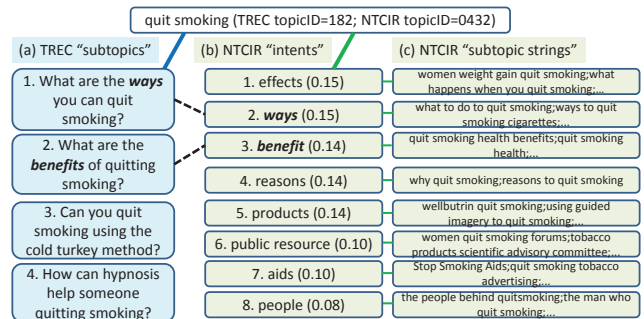 quit smoking (TREC topicID=182; NTCIR topicID=0432)
(a) TREC “subtopics”
1. What are the ways
you can quit
smoking?
2. What are the
benefits of quitting
smoking?
3. Can you quit
smoking using the
cold turkey method?
4. How can hypnosis
help someone
quitting smoking?
(b) NTCIR “intents”
1. effects (0.15)
2. ways (0.15)
3. benefit (0.14)
4. reasons (0.14)
5. products (0.14)
6. public resource (0.10)
7. aids (0.10)
8. people (0.08)
(c) NTCIR “subtopic strings”
women weight gain quit smoking;what
happens when you quit smoking;...
what to do to quit smoking;ways to quit
smoking cigarettes;...
quit smoking health benefits;quit smoking
health;...
why quit smoking;reasons to quit smoking
wellbutrin quit smoking;using guided
imagery to quit smoking;...
women quit smoking forums;tobacco
products scientific advisory committee;...
Stop Smoking Aids;quit smoking tobacco
advertising;...
the people behind quitsmoking;the man who
quit smoking;...